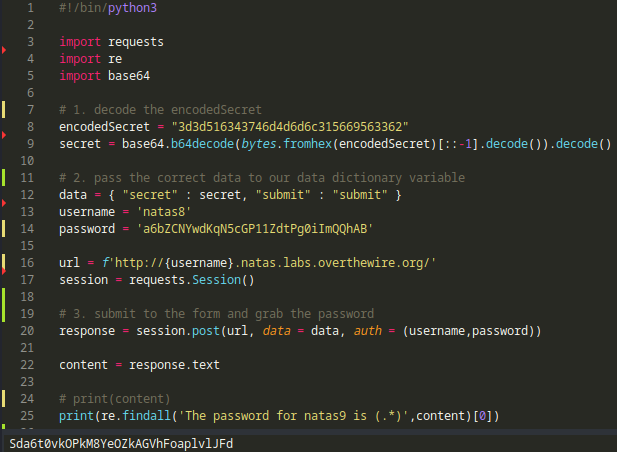 1 #!/bin/python3
2
3 import requests
4 import re
5 import base64
6
7 # 1. decode the encodedSecret
8 encodedSecret = "3d3d516343746d4d6d6c315669563362"
9 secret = base64.b64decode(bytes.fromhex(encodedSecret)[::-1].decode()).decode()
10
11 # 2. pass the correct data to our data dictionary variable
12 data = { "secret" : secret, "submit" : "submit" }
13 username = 'natas8'
14 password = 'a6bZCNYwdKqN5cGP11ZdtPg0iImQQhAB'
15
16 url = f'http://{username}.natas.labs.overthewire.org/'
17 session = requests.Session()
18
19 # 3. submit to the form and grab the password
20 response = session.post(url, data = data, auth = (username,password))
21
22 content = response.text
23
24 # print(content)
25 print(re.findall('The password for natas9 is (.*)',content)[0])
Sda6t0vkOPkM8YeOZkAGVhFoaplvlJFd